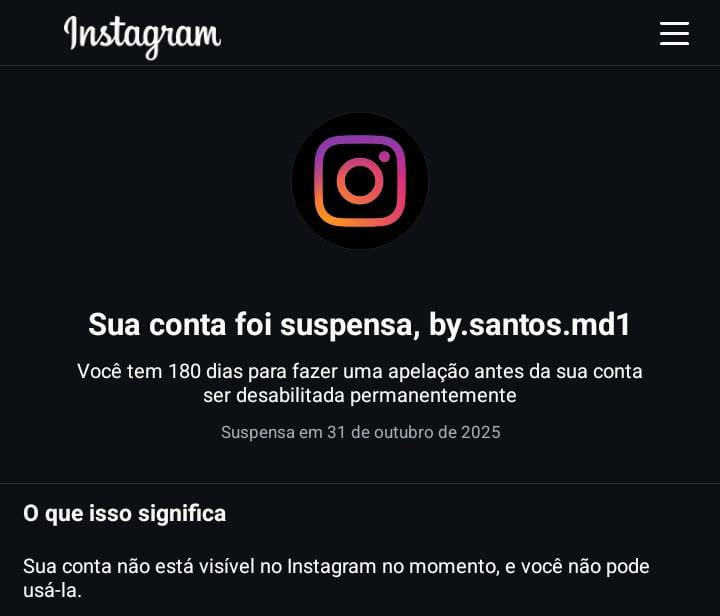 Instagram
Sua conta foi suspensa, by.santos.md1
Você tem 180 dias para fazer uma apelação antes da sua conta
ser desabilitada permanentemente
Suspensa em 31 de outubro de 2025
O que isso significa
Sua conta não está visível no Instagram no momento, e você não pode
usá-la.